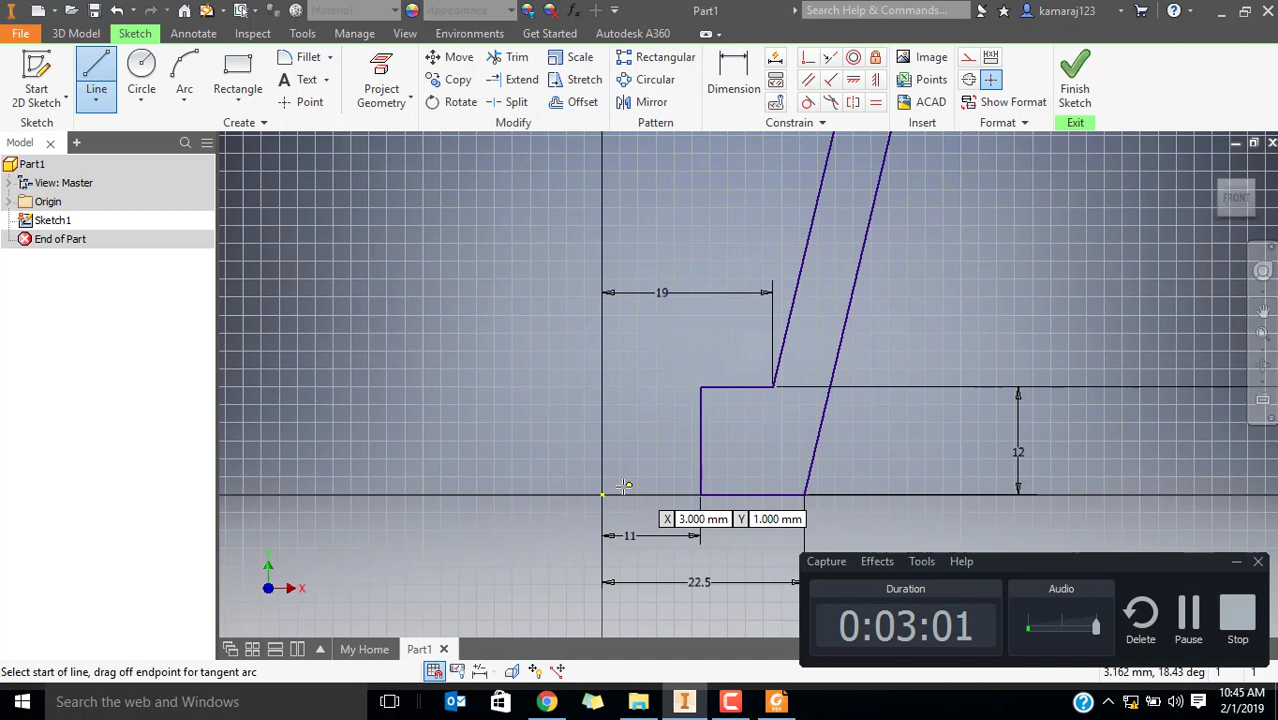 Material
Appearance
Part1
Search Help & Commands...
kamaraj123
File
3D Model
Sketch
Annotate
Inspect
Tools
Manage
View
Environments
Get Started
Autodesk A360
Start
2D Sketch
Line
Circle
Arc
Rectangle
Fillet
Text
Point
Project
Geometry
Move
Copy
Rotate
Trim
Extend
Split
Scale
Stretch
Offset
Rectangular
Circular
Mirror
Dimension
Image
Points
ACAD
Show Format
Finish
Sketch
Sketch
Create
Modify
Pattern
Constrain
Insert
Format
Exit
Model
Part1
View: Master
Origin
Sketch1
End of Part
FRONT
19
12
X 3.000 mm Y 1.000 mm
11
22.5
Y
X
Capture Effects Tools Help
Duration
Audio
0:03:01
Delete
Pause
Stop
My Home
Part1
Select start of line, drag off endpoint for tangent arc
3.162 mm, 18.43 deg 1 1
Search the web and Windows
10:45 AM
2/1/2019